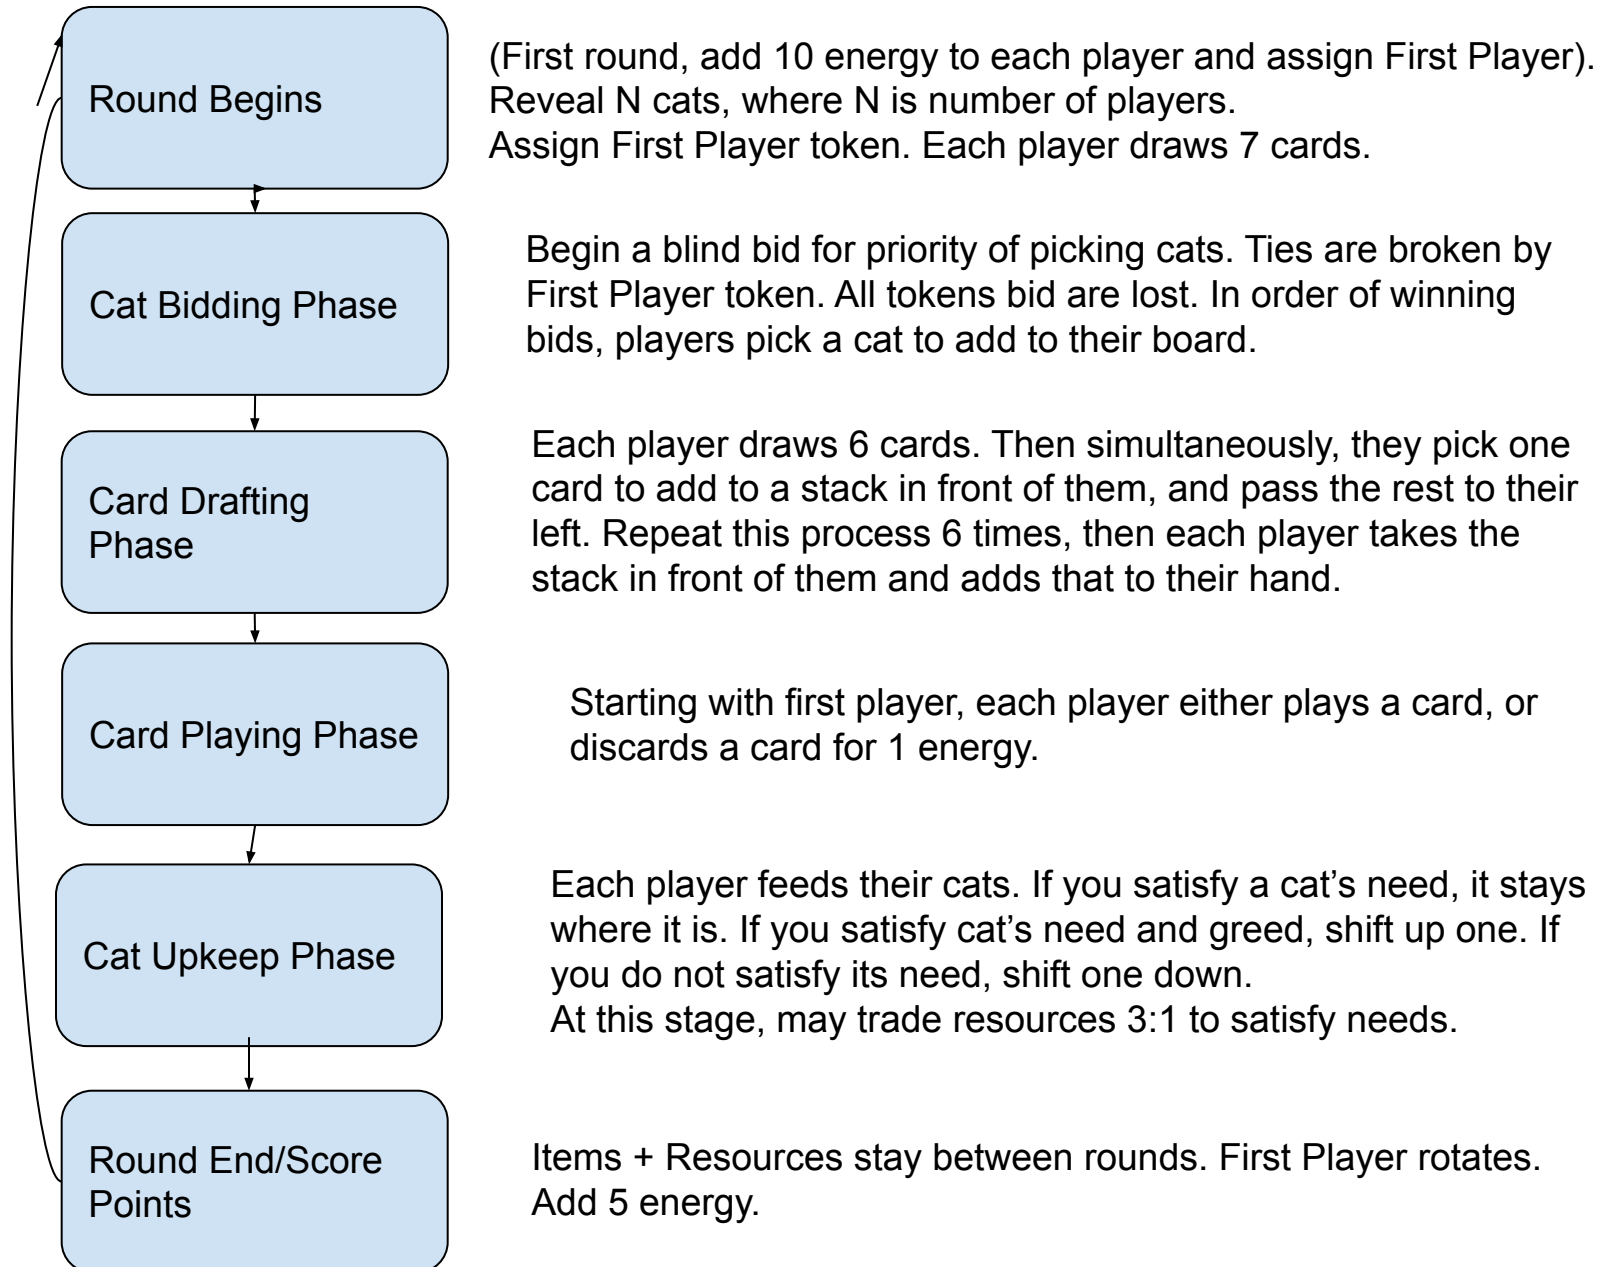 Round Begins
(First round, add 10 energy to each player and assign First Player).
Reveal N cats, where N is number of players.
Assign First Player token. Each player draws 7 cards.
Cat Bidding Phase
Begin a blind bid for priority of picking cats. Ties are broken by
First Player token. All tokens bid are lost. In order of winning
bids, players pick a cat to add to their board.
Card Drafting
Phase
Each player draws 6 cards. Then simultaneously, they pick one
card to add to a stack in front of them, and pass the rest to their
left. Repeat this process 6 times, then each player takes the
stack in front of them and adds that to their hand.
Card Playing Phase
Starting with first player, each player either plays a card, or
discards a card for 1 energy.
Cat Upkeep Phase
Each player feeds their cats. If you satisfy a cat’s need, it stays
where it is. If you satisfy cat’s need and greed, shift up one. If
you do not satisfy its need, shift one down.
At this stage, may trade resources 3:1 to satisfy needs.
Round End/Score
Points
Items + Resources stay between rounds. First Player rotates.
Add 5 energy.